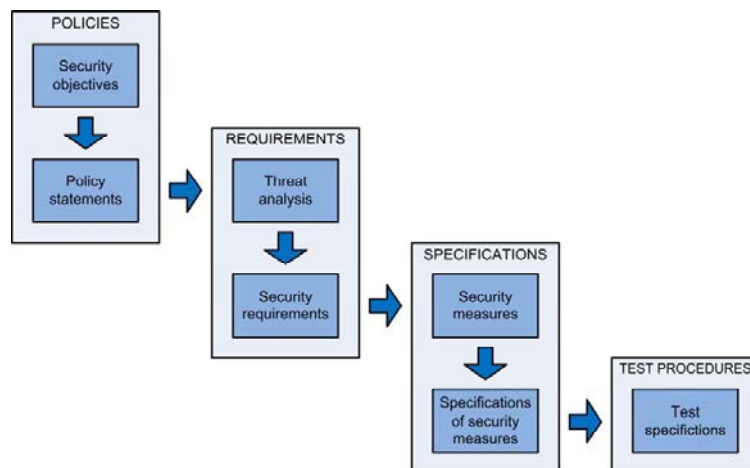 POLICIES
Security
objectives
Policy
statements
REQUIREMENTS
Threat
analysis
Security
requirements
SPECIFICATIONS
Security
measures
Specifications
of security
measures
TEST PROCEDURES
Test
specifictions